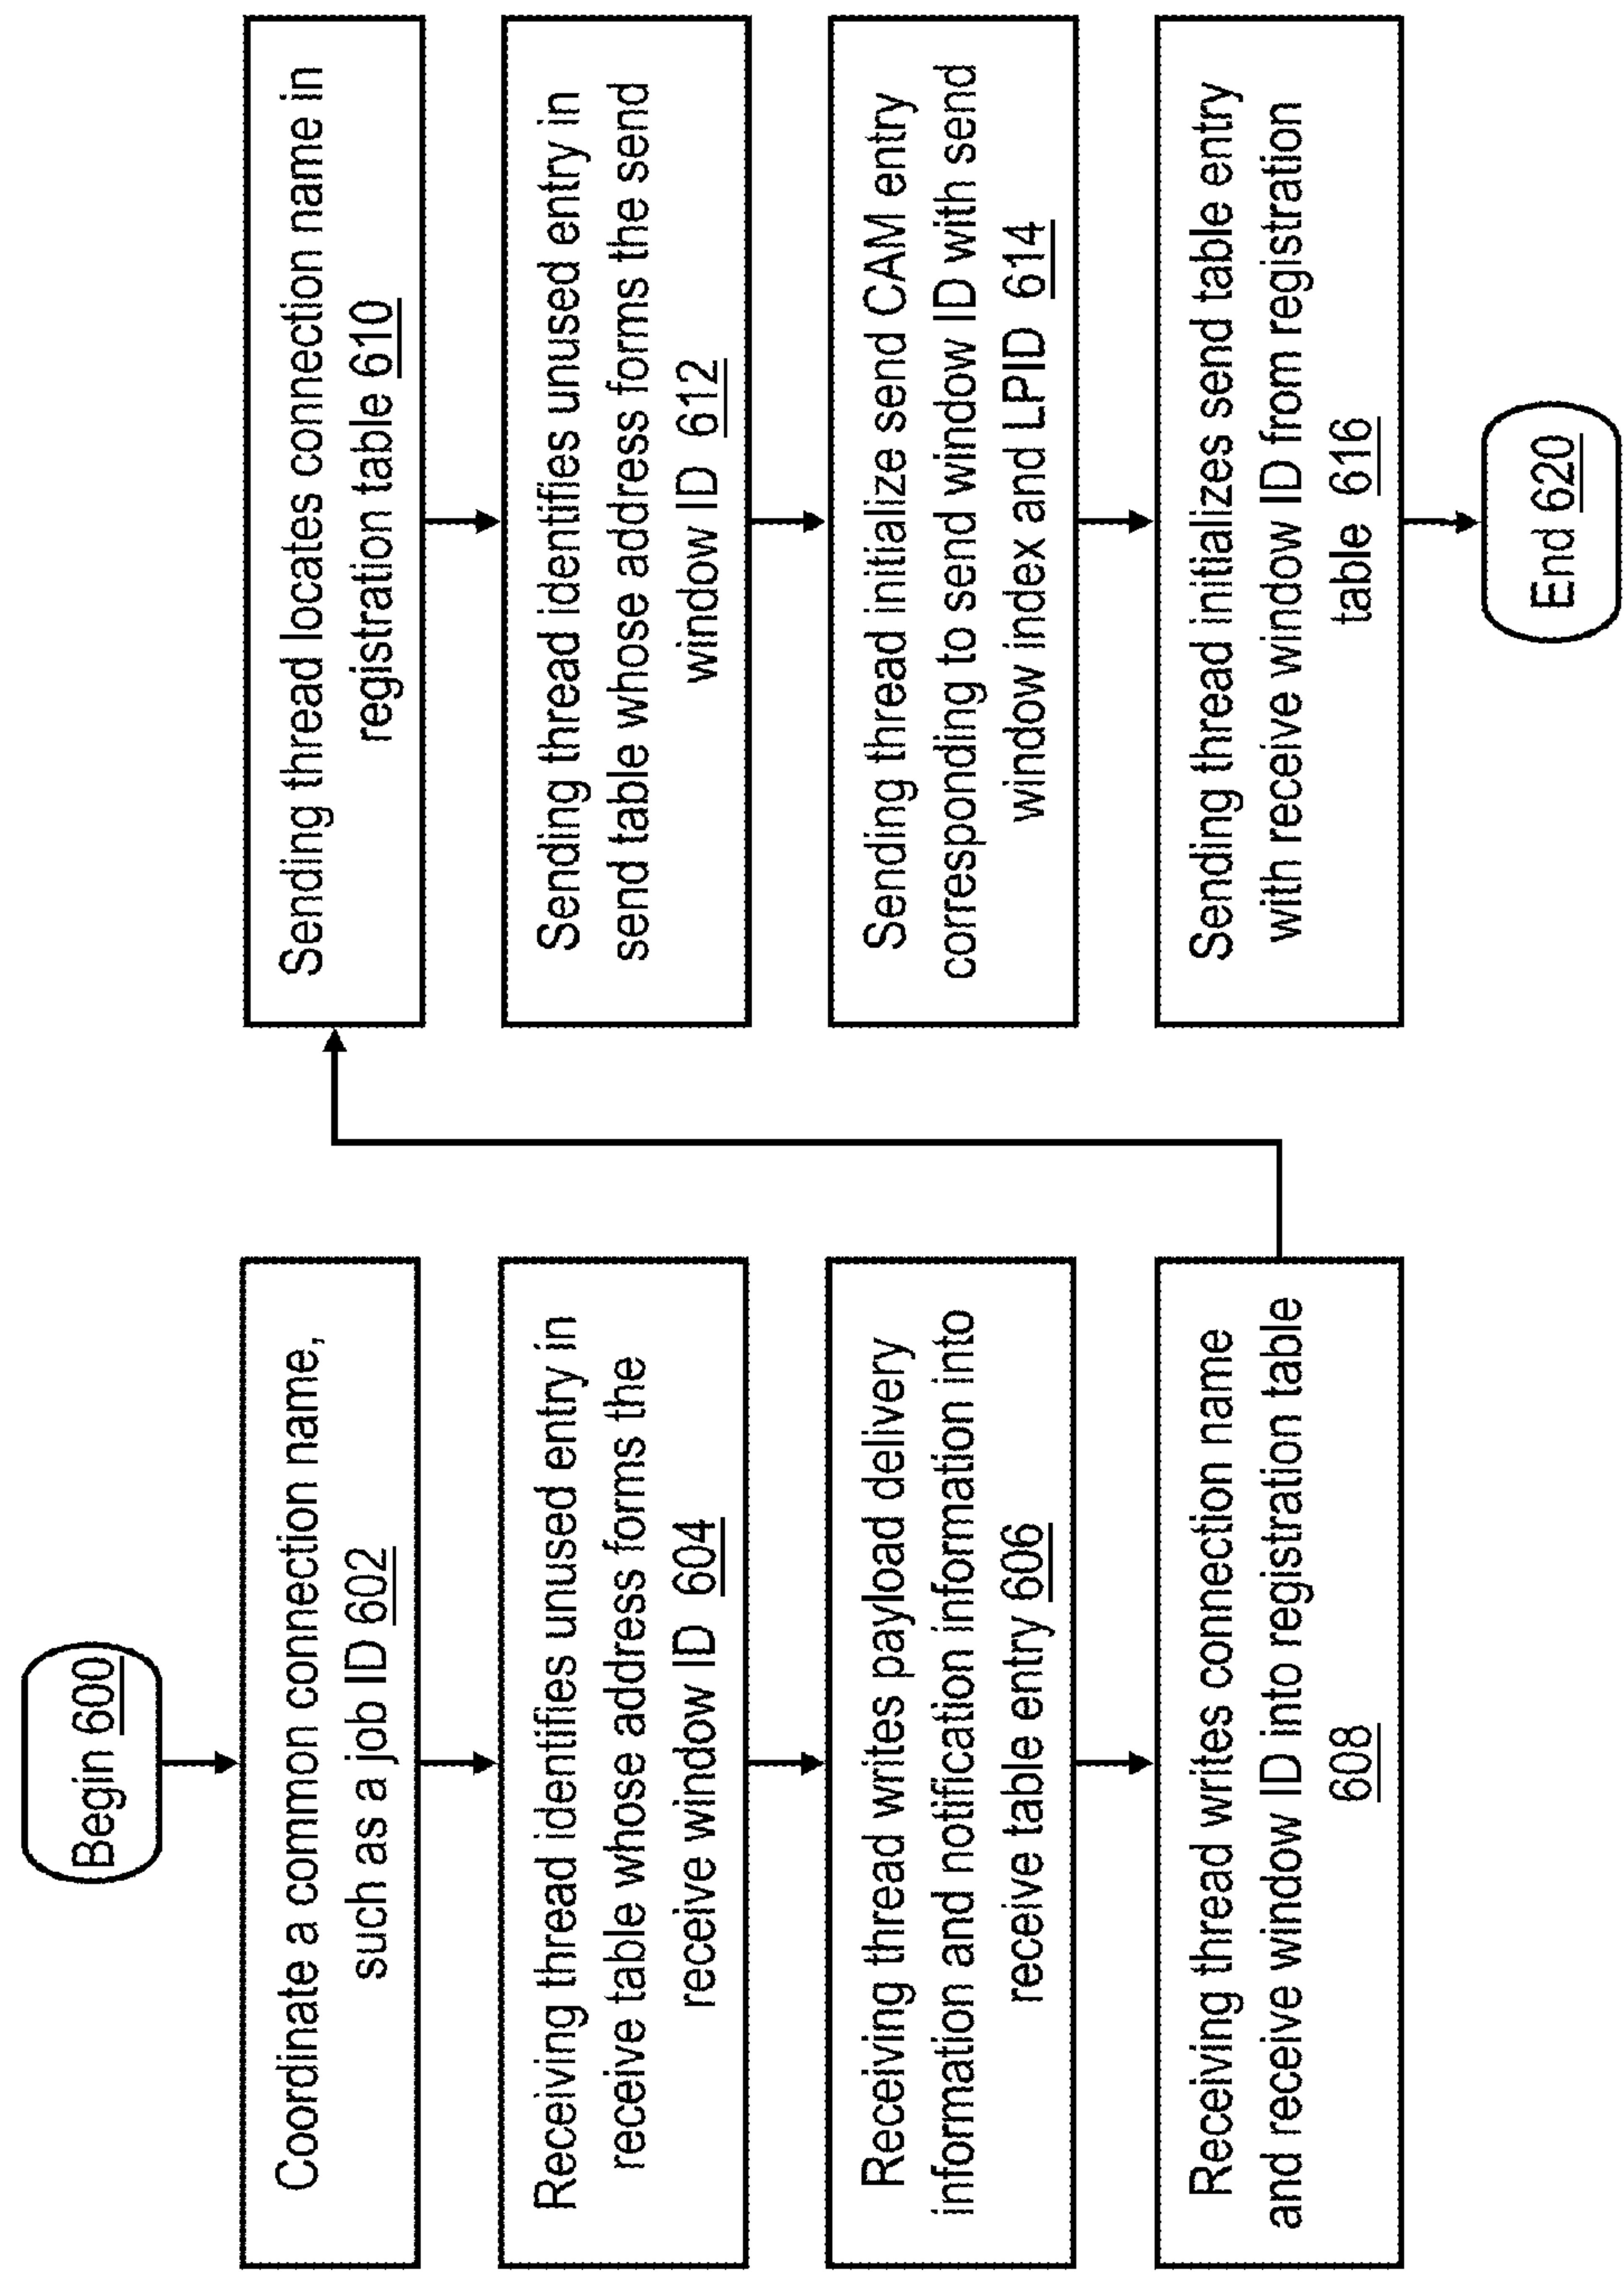 Begin 600
Coordinate a common connection name,
such as a job ID 602
Receiving thread identifies unused entry in
receive table whose address forms the
receive window ID 604
Receiving thread writes payload delivery
information and notification information into
receive table entry 606
Receiving thread writes connection name
and receive window ID into registration table
608
Sending thread locates connection name in
registration table 610
Sending thread identifies unused entry in
send table whose address forms the send
window ID 612
Sending thread initialize send CAM entry
corresponding to send window ID with send
window index and LPID 614
Sending thread initializes send table entry
with receive window ID from registration
table 616
End 620